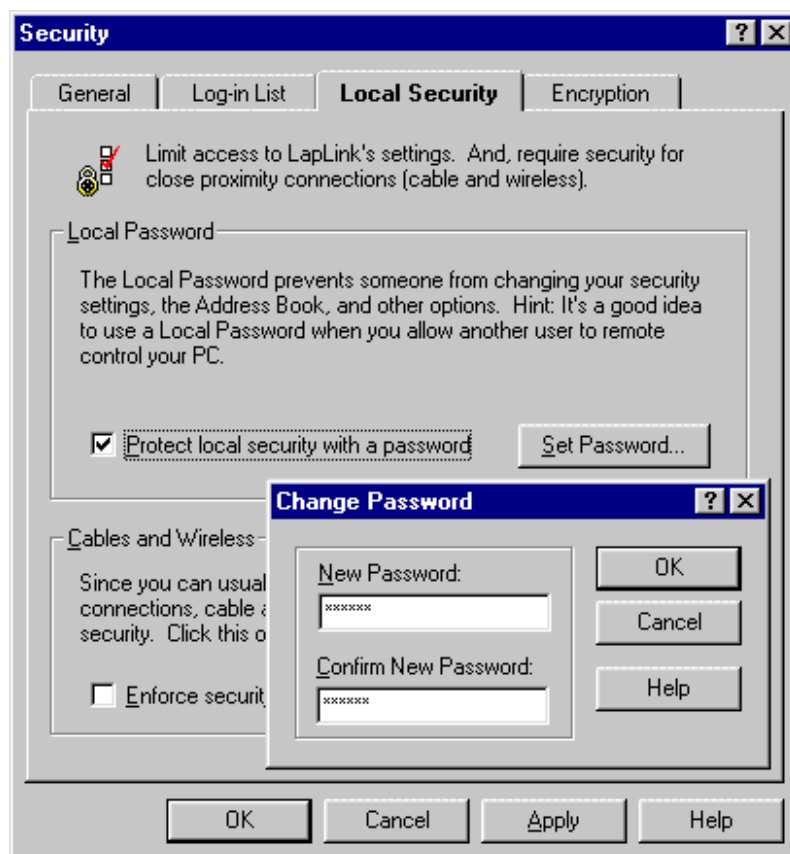 Security
General Log-in List Local Security Encryption
Limit access to LapLink's settings. And, require security for
close proximity connections (cable and wireless).
Local Password
The Local Password prevents someone from changing your security
settings, the Address Book, and other options. Hint: It's a good idea
to use a Local Password when you allow another user to remote
control your PC.
Protect local security with a password Set Password...
Cables and Wireless
Since you can usual
connections, cable a
security. Click this o
Enforce securit
Change Password
New Password:
******
Confirm New Password:
******
OK
Cancel
Help
OK Cancel Apply Help